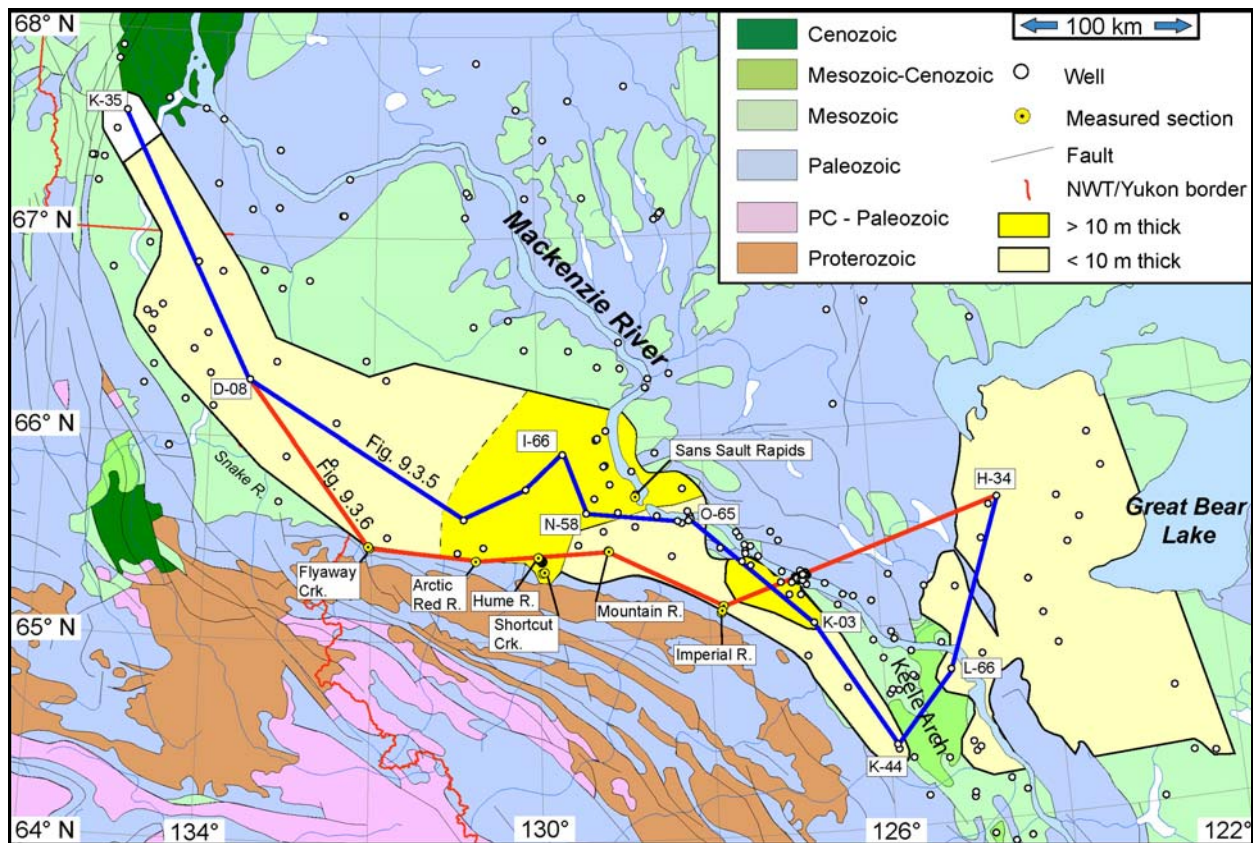 68° N
67° N
66° N
65° N
64° N
134°
130°
126°
122°
K-35
D-08
Fig. 9.3.5
Fig. 9.3.6
Snake R.
Mackenzie River
I-66
N-58
Sans Sault Rapids
O-65
H-34
Great Bear
Lake
Flyaway
Crk.
Arctic
Red R.
Hume R.
Shortcut
Crk.
Mountain R.
Imperial R.
K-03
L-66
Keele Arch
K-44
Cenozoic
Mesozoic-Cenozoic
Mesozoic
Paleozoic
PC - Paleozoic
Proterozoic
100 km
Well
Measured section
Fault
NWT/Yukon border
> 10 m thick
< 10 m thick